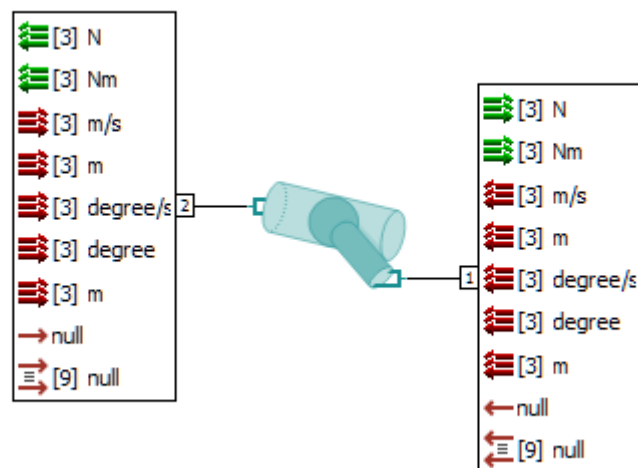 [3] N
[3] Nm
[3] m/s
[3] m
[3] degree/s
[3] degree
[3] m
null
[9] null
2
1
[3] N
[3] Nm
[3] m/s
[3] m
[3] degree/s
[3] degree
[3] m
null
[9] null